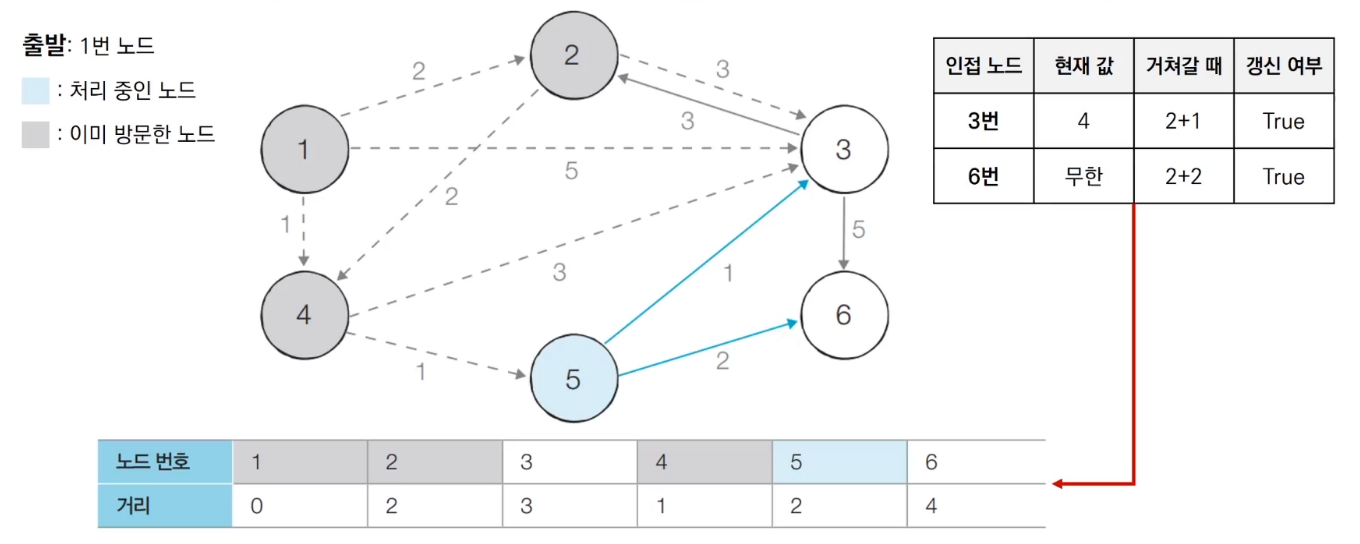 출발: 1번 노드
: 처리 중인 노드
: 이미 방문한 노드
1
2
3
4
5
6
2
3
3
5
2
1
3
1
1
2
5
인접 노드 현재 값 거쳐갈 때 갱신 여부
3번 4 2+1 True
6번 무한 2+2 True
노드 번호 1 2 3 4 5 6
거리 0 2 3 1 2 4